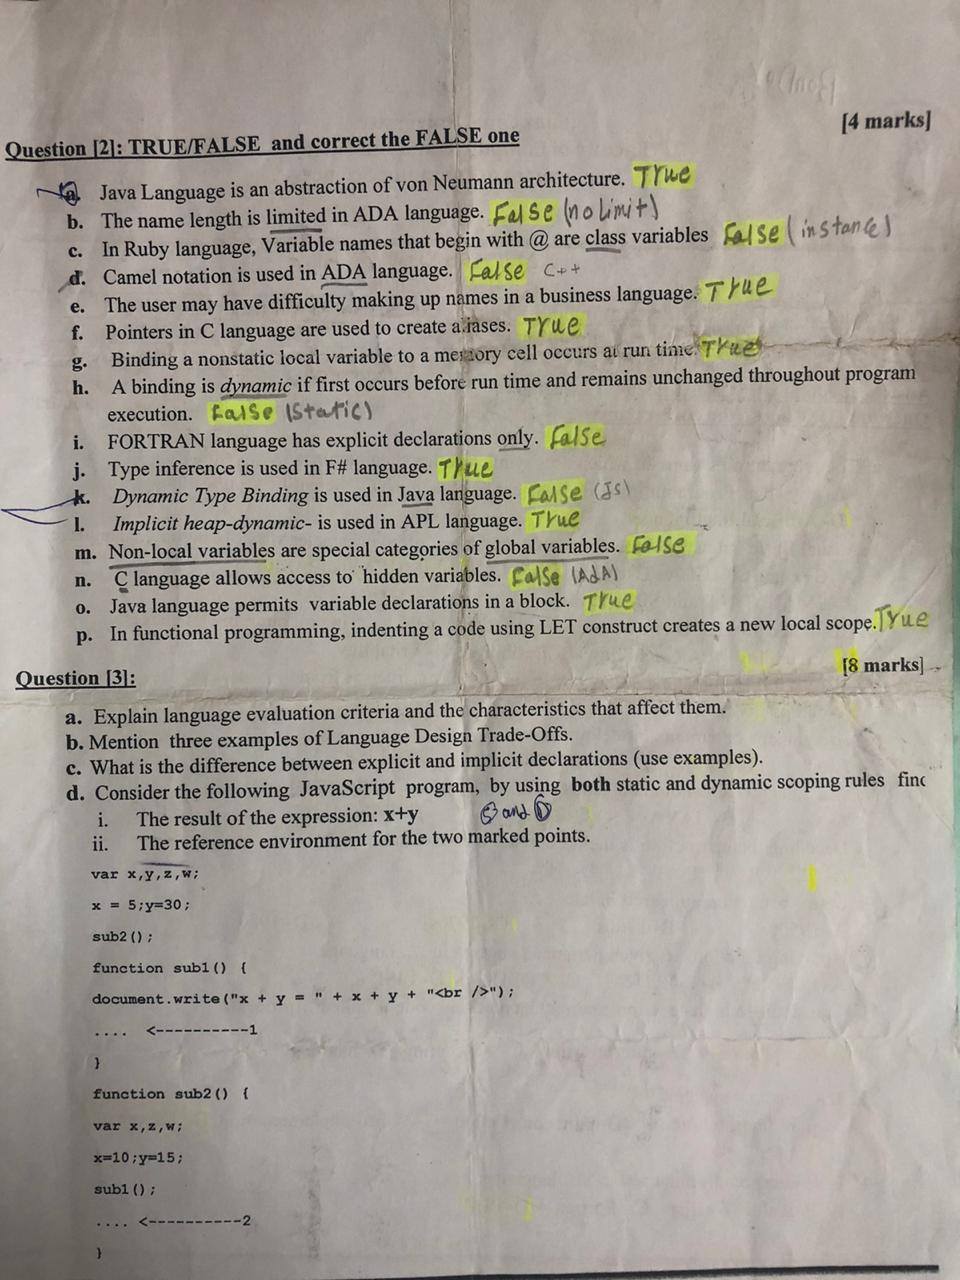 [4 marks]
Question [2]: TRUE/FALSE and correct the FALSE one
a. Java Language is an abstraction of von Neumann architecture. True
b. The name length is limited in ADA language. False (no limit)
c. In Ruby language, Variable names that begin with @ are class variables False (instance)
d. Camel notation is used in ADA language. False C++
e. The user may have difficulty making up names in a business language. True
f. Pointers in C language are used to create aliases. True
g. Binding a nonstatic local variable to a memory cell occurs at run time. True
h. A binding is dynamic if first occurs before run time and remains unchanged throughout program
execution. False (static)
i. FORTRAN language has explicit declarations only. False
j. Type inference is used in F# language. True
k. Dynamic Type Binding is used in Java language. False (JS)
l. Implicit heap-dynamic- is used in APL language. True
m. Non-local variables are special categories of global variables. False
n. C language allows access to hidden variables. False (ADA)
o. Java language permits variable declarations in a block. True
p. In functional programming, indenting a code using LET construct creates a new local scope. True
Question [3]: [8 marks]
a. Explain language evaluation criteria and the characteristics that affect them.
b. Mention three examples of Language Design Trade-Offs.
c. What is the difference between explicit and implicit declarations (use examples).
d. Consider the following JavaScript program, by using both static and dynamic scoping rules find
i. The result of the expression: x+y S and D
ii. The reference environment for the two marked points.
var x,y,z,w;
x = 5;y=30;
sub2();
function sub1() {
document.write("x + y = " + x + y + "<br />");
.... <----------1
}
function sub2() {
var x,z,w;
x=10;y=15;
sub1();
.... <----------2
}